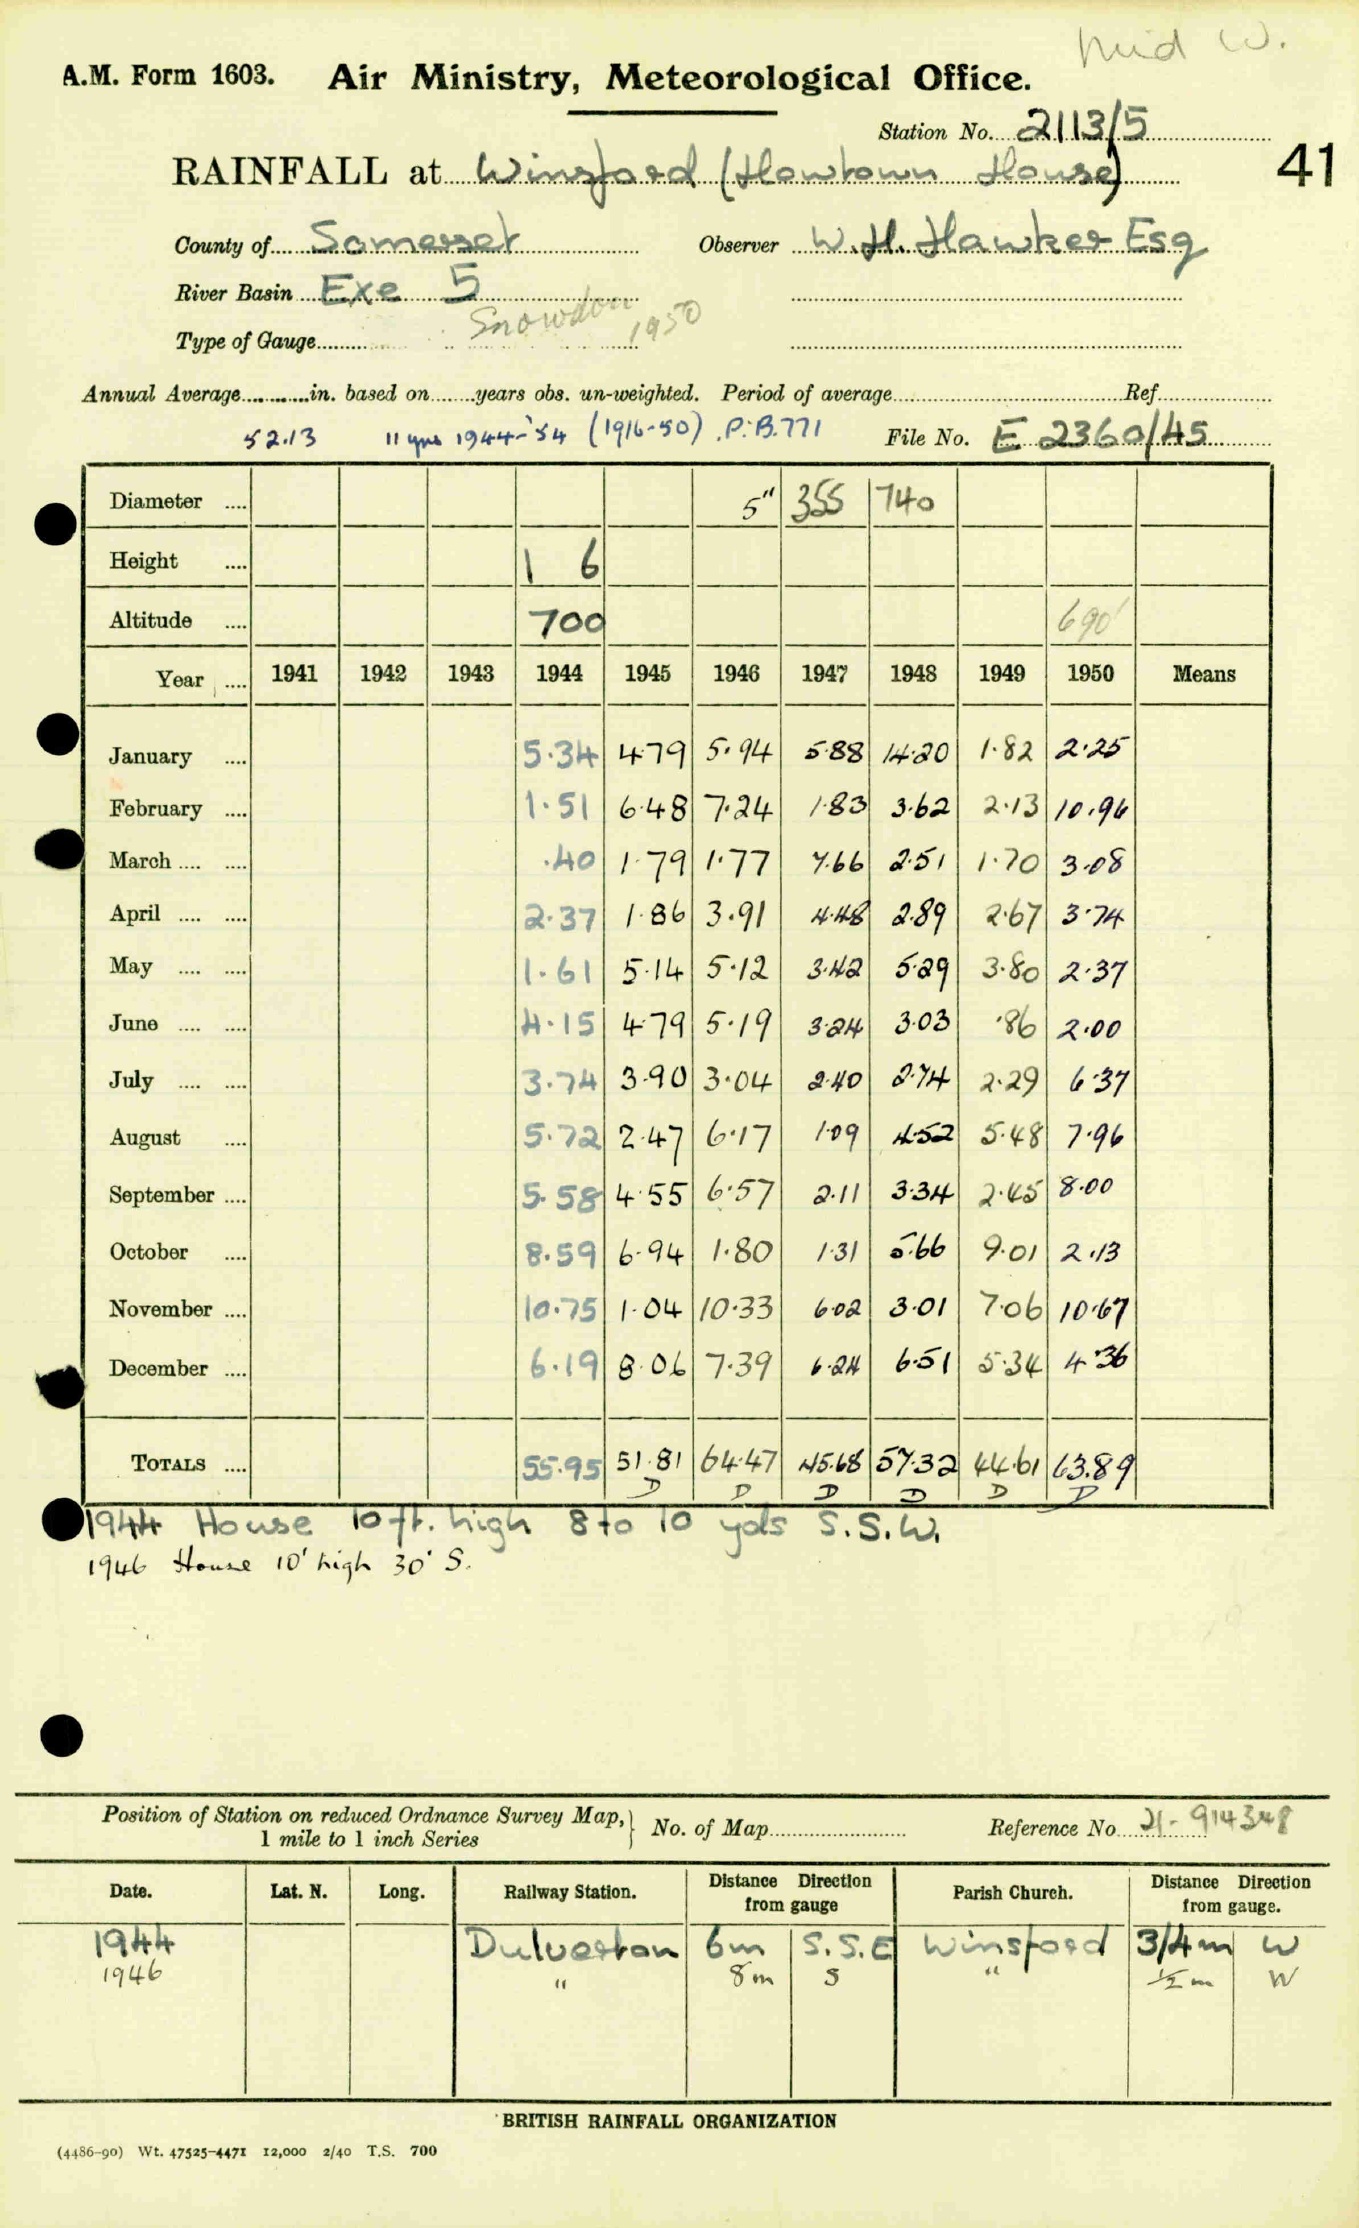 Mid W.
A.M. Form 1603. Air Ministry, Meteorological Office.
Station No. 2113/5
RAINFALL at Winsford (Howtown House) 41
County of Somerset Observer W.H. Hawker Esq
River Basin Exe 5
Type of Gauge Snowdon 1950
Annual Average in. based on years obs. un-weighted. Period of average Ref
52.13 11 yrs 1944-'54 (1916-50) P.B.771 File No. E 2360/45
Diameter 5" 355 740
Height 1 6
Altitude 700 690'
Year 1941 1942 1943 1944 1945 1946 1947 1948 1949 1950 Means
January 5.34 4.79 5.94 5.88 14.20 1.82 2.25
February 1.51 6.48 7.24 1.83 3.62 2.13 10.96
March .40 1.79 1.77 7.66 2.51 1.70 3.08
April 2.37 1.86 3.91 4.48 2.89 2.67 3.74
May 1.61 5.14 5.12 3.42 5.29 3.80 2.37
June 4.15 4.79 5.19 3.24 3.03 .86 2.00
July 3.74 3.90 3.04 2.40 2.74 2.29 6.37
August 5.72 2.47 6.17 1.09 4.52 5.48 7.96
September 5.58 4.55 6.57 2.11 3.34 2.45 8.00
October 8.59 6.94 1.80 1.31 5.66 9.01 2.13
November 10.75 1.04 10.33 6.02 3.01 7.06 10.67
December 6.19 8.06 7.39 6.24 6.51 5.34 4.36
TOTALS 55.95 51.81 64.47 45.68 57.32 44.61 63.89
D D D D D D
1944 House 10 ft. high 8 to 10 yds S.S.W.
1946 House 10' high 30' S.
Position of Station on reduced Ordnance Survey Map, 1 mile to 1 inch Series No. of Map Reference No. 21-914348
Date. Lat. N. Long. Railway Station. Distance Direction from gauge Parish Church. Distance Direction from gauge.
1944 Dulverton 6m S.S.E Winsford 3/4m W
1946 " 8m S " ½m W
BRITISH RAINFALL ORGANIZATION
(4486-90) Wt. 47525-4471 12,000 2/40 T.S. 700